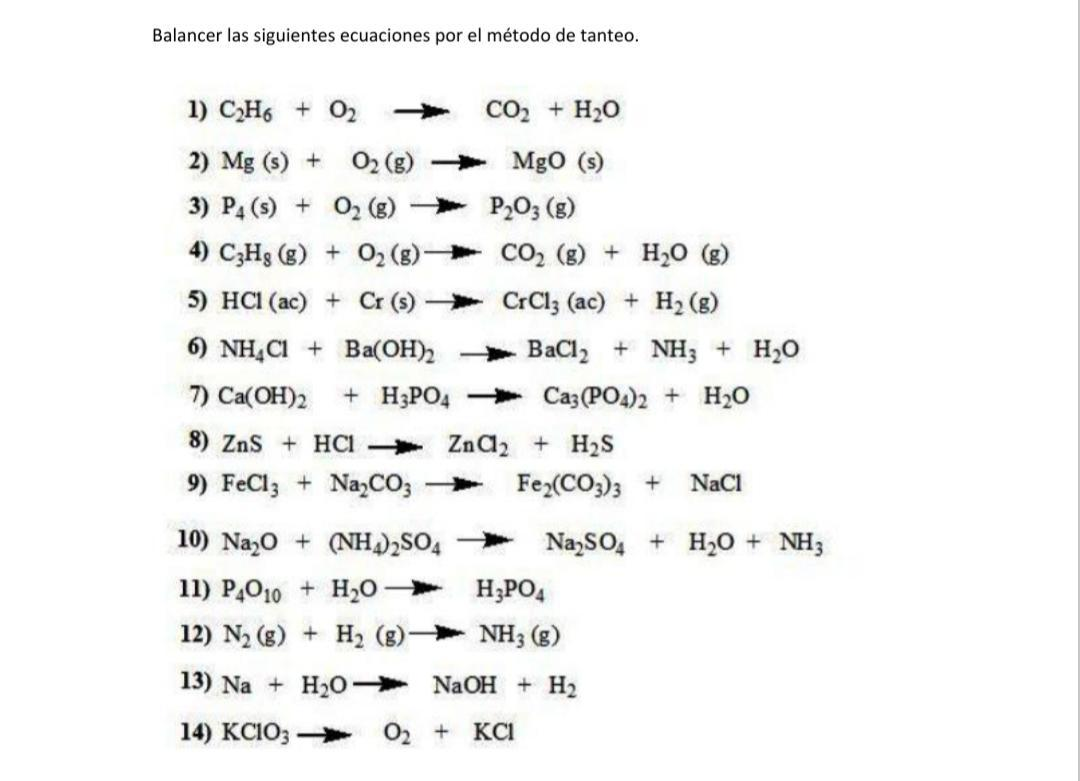 Balancer las siguientes ecuaciones por el método de tanteo.
1) C₂H₆ + O₂ → CO₂ + H₂O
2) Mg (s) + O₂ (g) → MgO (s)
3) P₄ (s) + O₂ (g) → P₂O₃ (g)
4) C₃H₈ (g) + O₂ (g) → CO₂ (g) + H₂O (g)
5) HCl (ac) + Cr (s) → CrCl₃ (ac) + H₂ (g)
6) NH₄Cl + Ba(OH)₂ → BaCl₂ + NH₃ + H₂O
7) Ca(OH)₂ + H₃PO₄ → Ca₃(PO₄)₂ + H₂O
8) ZnS + HCl → ZnCl₂ + H₂S
9) FeCl₃ + Na₂CO₃ → Fe₂(CO₃)₃ + NaCl
10) Na₂O + (NH₄)₂SO₄ → Na₂SO₄ + H₂O + NH₃
11) P₄O₁₀ + H₂O → H₃PO₄
12) N₂ (g) + H₂ (g) → NH₃ (g)
13) Na + H₂O → NaOH + H₂
14) KClO₃ → O₂ + KCl